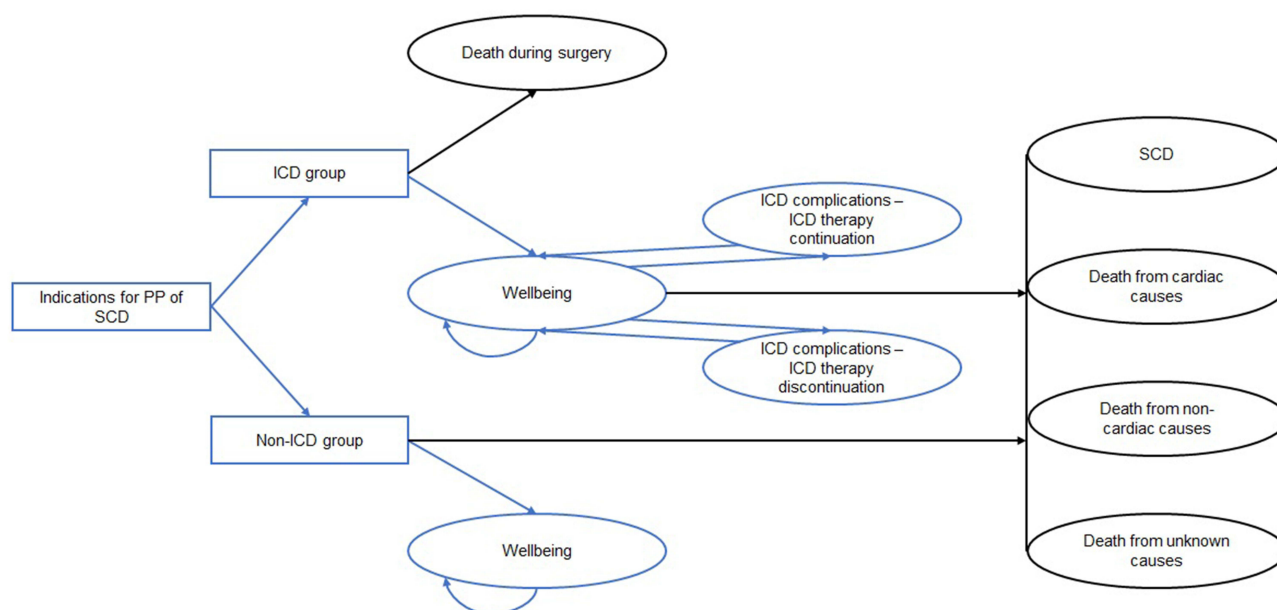 Death during surgery
ICD group
SCD
ICD complications –
ICD therapy
continuation
Indications for PP of
SCD
Wellbeing
Death from cardiac
causes
ICD complications –
ICD therapy
discontinuation
Non-ICD group
Death from non-
cardiac causes
Wellbeing
Death from unknown
causes